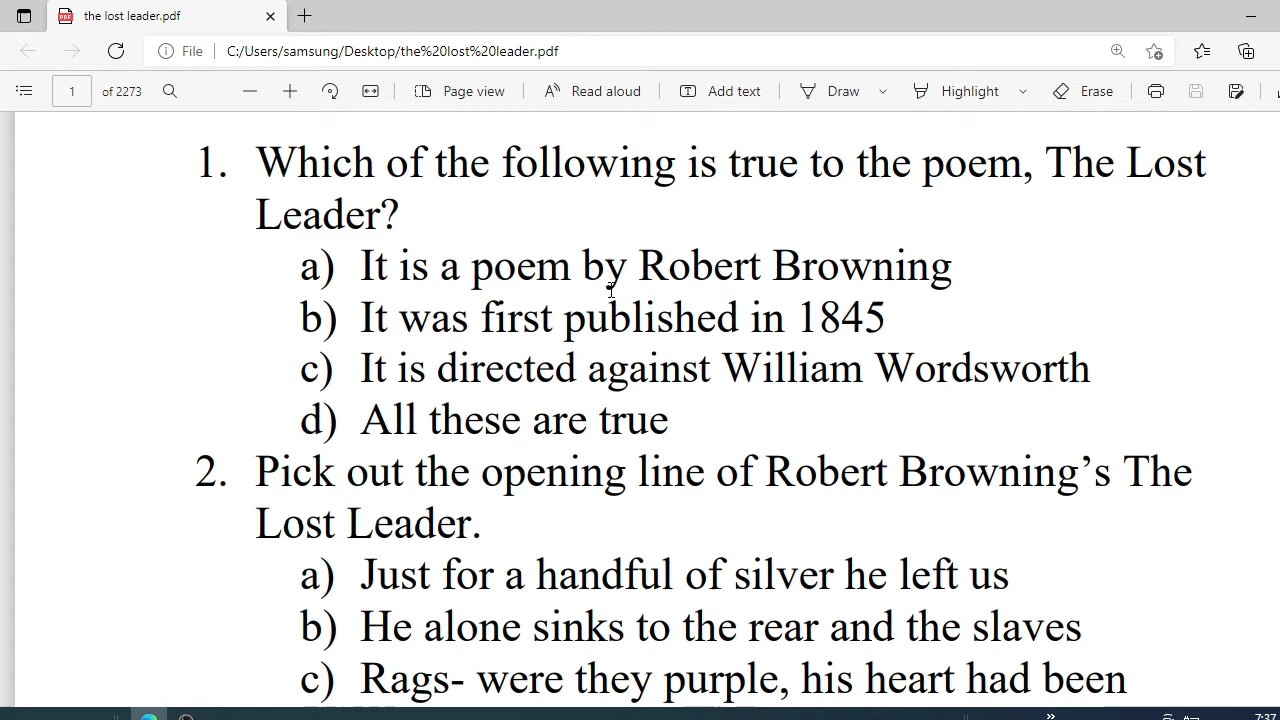 the lost leader.pdf
File C:/Users/samsung/Desktop/the%20lost%20leader.pdf
1 of 2273 Page view Read aloud Add text Draw Highlight Erase
1. Which of the following is true to the poem, The Lost
Leader?
a) It is a poem by Robert Browning
b) It was first published in 1845
c) It is directed against William Wordsworth
d) All these are true
2. Pick out the opening line of Robert Browning’s The
Lost Leader.
a) Just for a handful of silver he left us
b) He alone sinks to the rear and the slaves
c) Rags- were they purple, his heart had been